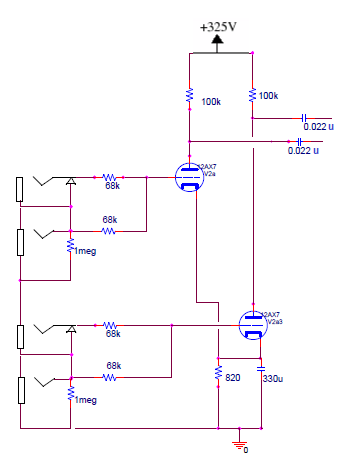 +325V
100k
100k
0.022 u
0.022 u
12AX7
V2a
68k
68k
1meg
12AX7
V2a3
68k
68k
820
330u
1meg
0